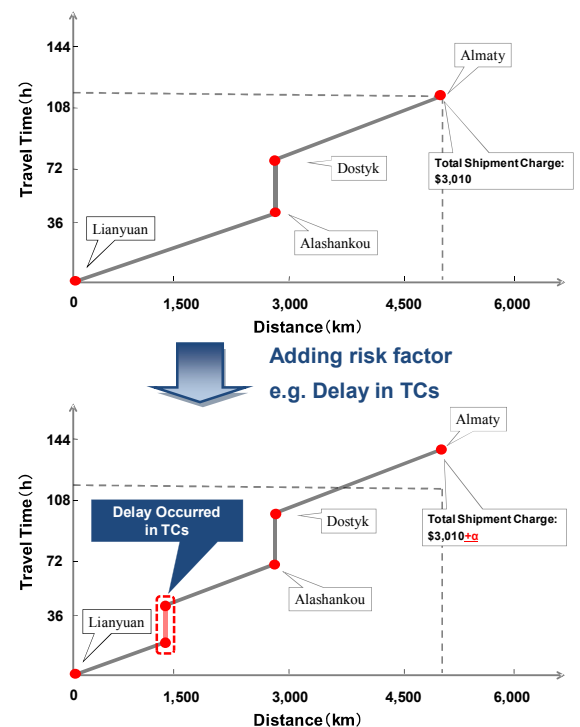 144
Almaty
108
Travel Time(h)
72
Dostyk
Total Shipment Charge:
$3,010
36
Lianyuan
Alashankou
0
1,500
3,000
4,500
6,000
Distance(km)
Adding risk factor
e.g. Delay in TCs
144
Almaty
108
Delay Occurred
in TCs
Travel Time(h)
Dostyk
Total Shipment Charge:
$3,010+α
72
Alashankou
36
Lianyuan
0
1,500
3,000
4,500
6,000
Distance(km)